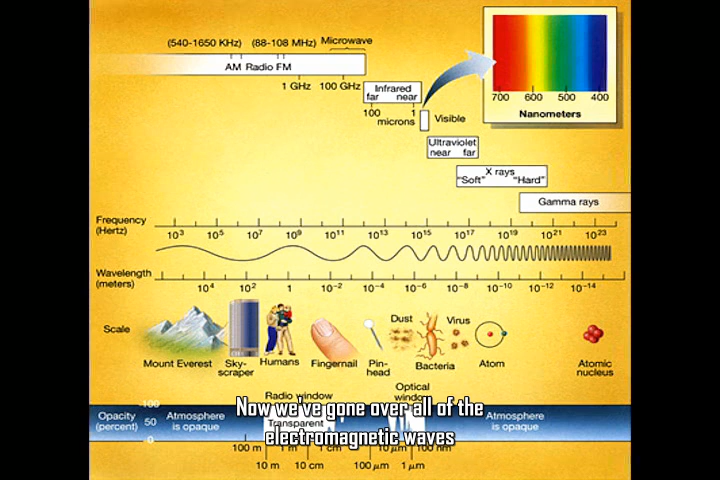 (540-1650 KHz) (88-108 MHz) Microwave
AM Radio FM
1 GHz 100 GHz
Infrared
far near
100 1
microns
Visible
Ultraviolet
near far
X rays
"Soft" "Hard"
Gamma rays
700 600 500 400
Nanometers
Frequency
(Hertz)
10³ 10⁵ 10⁷ 10⁹ 10¹¹ 10¹³ 10¹⁵ 10¹⁷ 10¹⁹ 10²¹ 10²³
Wavelength
(meters)
10⁴ 10² 1 10⁻² 10⁻⁴ 10⁻⁶ 10⁻⁸ 10⁻¹⁰ 10⁻¹² 10⁻¹⁴
Scale
Mount Everest
Sky-
scraper
Humans
Fingernail
Pin-
head
Dust
Bacteria
Virus
Atom
Atomic
nucleus
Opacity
(percent)
100
50
0
Atmosphere
is opaque
Radio window
Transparent
Optical
window
Atmosphere
is opaque
Now we've gone over all of the
electromagnetic waves
100 m 1 m 1 cm 10 µm 100 nm
10 m 10 cm 100 µm 1 µm